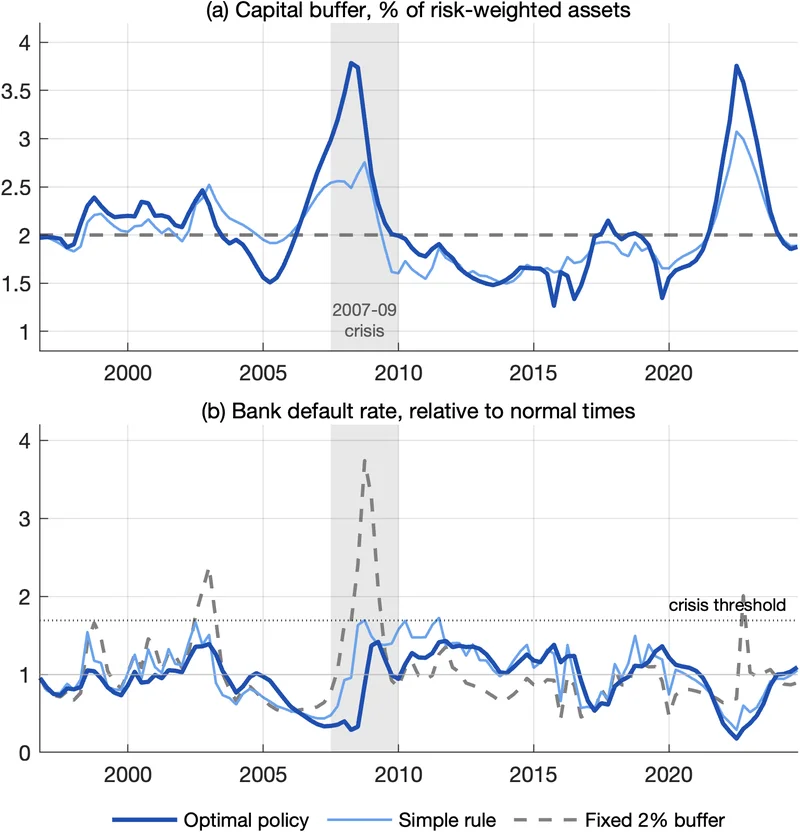 (a) Capital buffer, % of risk-weighted assets
4
3.5
3
2.5
2
1.5
1
2007-09
crisis
2000 2005 2010 2015 2020
(b) Bank default rate, relative to normal times
4
3
2
1
0
crisis threshold
2000 2005 2010 2015 2020
Optimal policy Simple rule Fixed 2% buffer